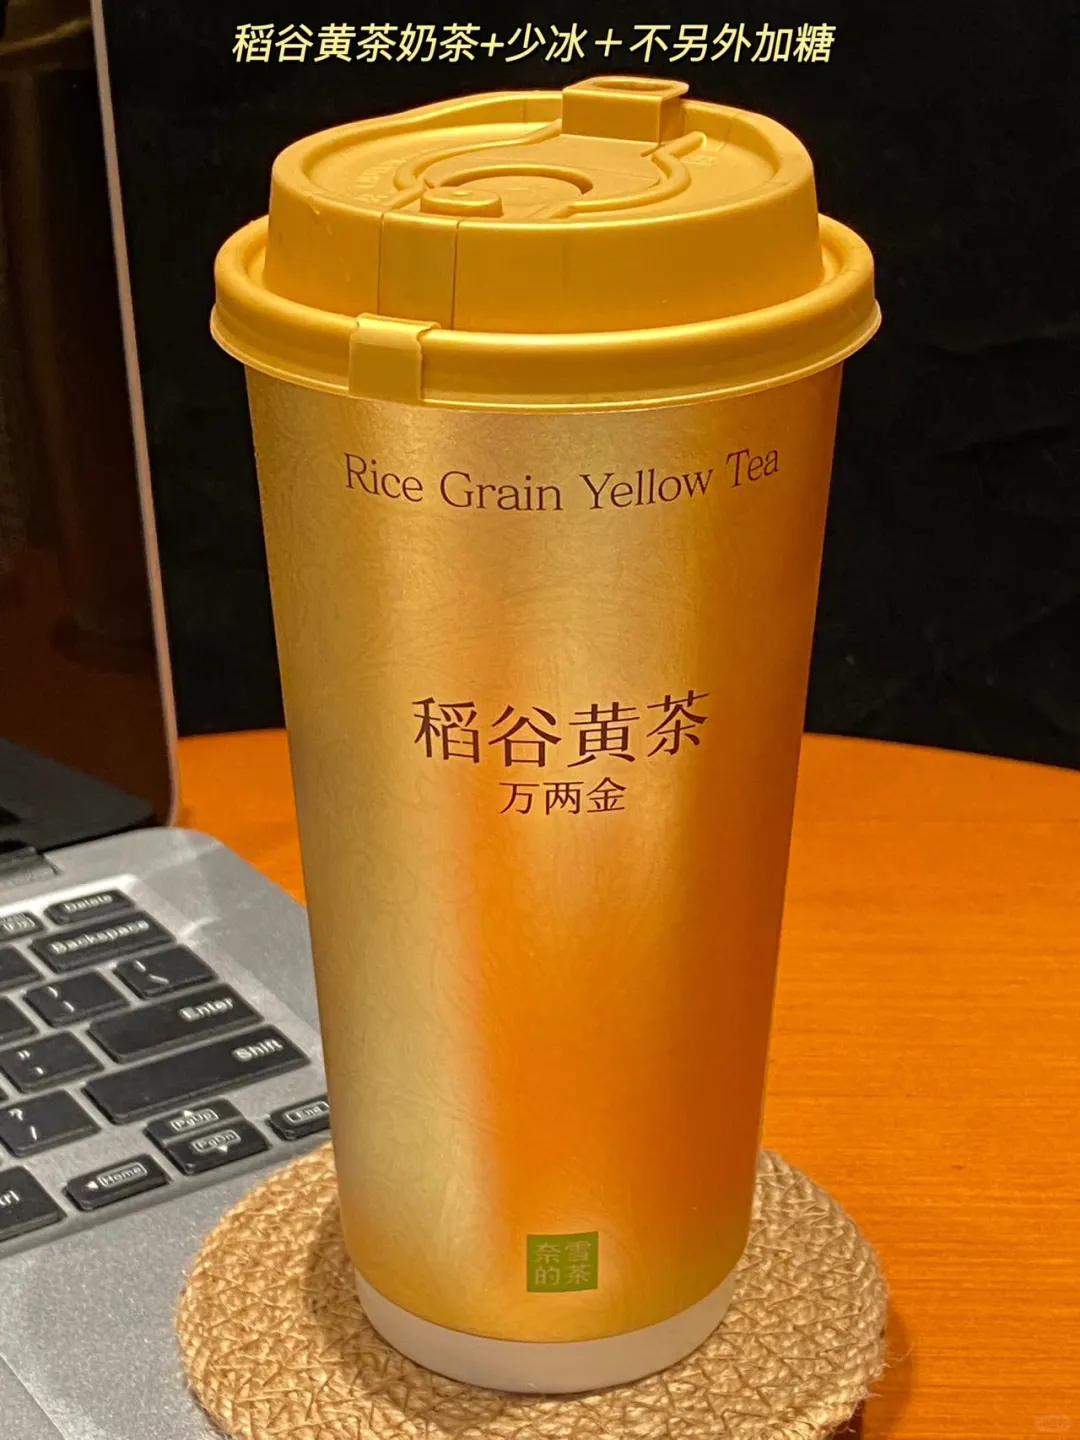 稻谷黄茶奶茶+少冰＋不另外加糖
Rice Grain Yellow Tea
稻谷黄茶
万两金
Delete
Backspace
Enter
Shift
PgUp
PgDn
End
Home
奈雪
的茶